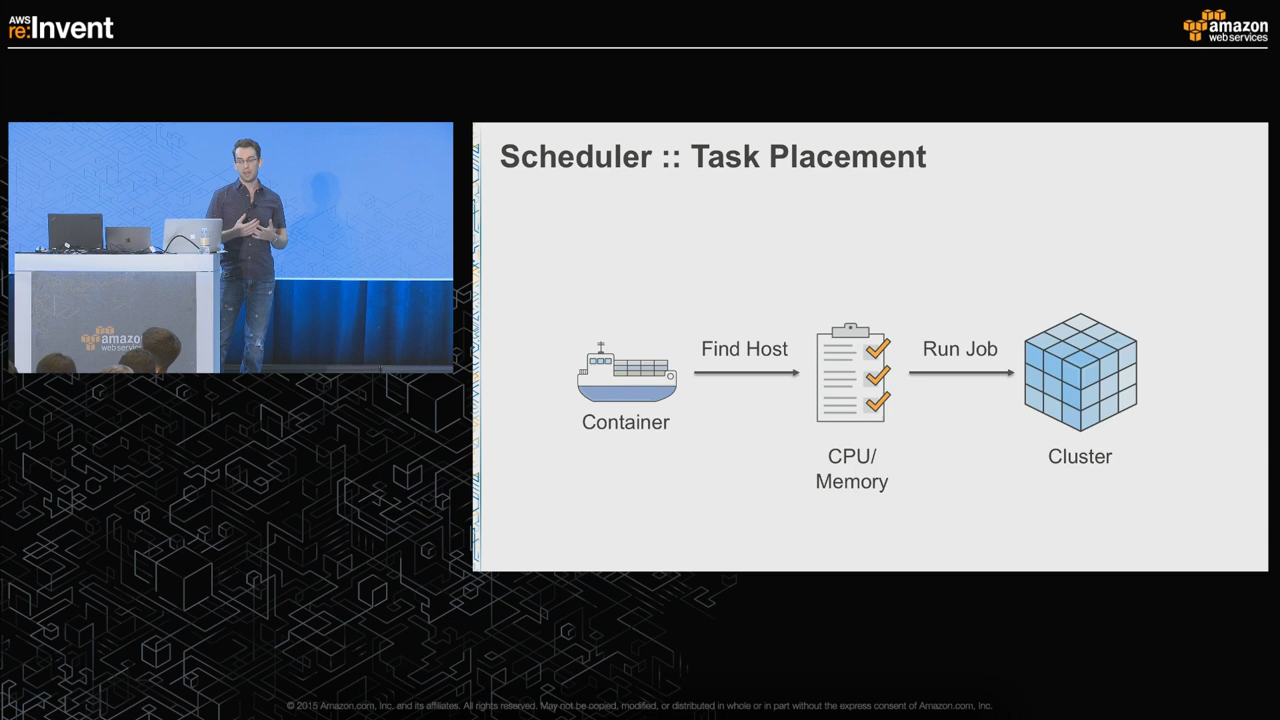 AWS
re:Invent
amazon
webservices
amazon
webservic
Scheduler :: Task Placement
Find Host
Run Job
Container
CPU/
Memory
Cluster
© 2015 Amazon.com, Inc. and its affiliates. All rights reserved. May not be copied, modified, or distributed in whole or in part without the express consent of Amazon.com, Inc.